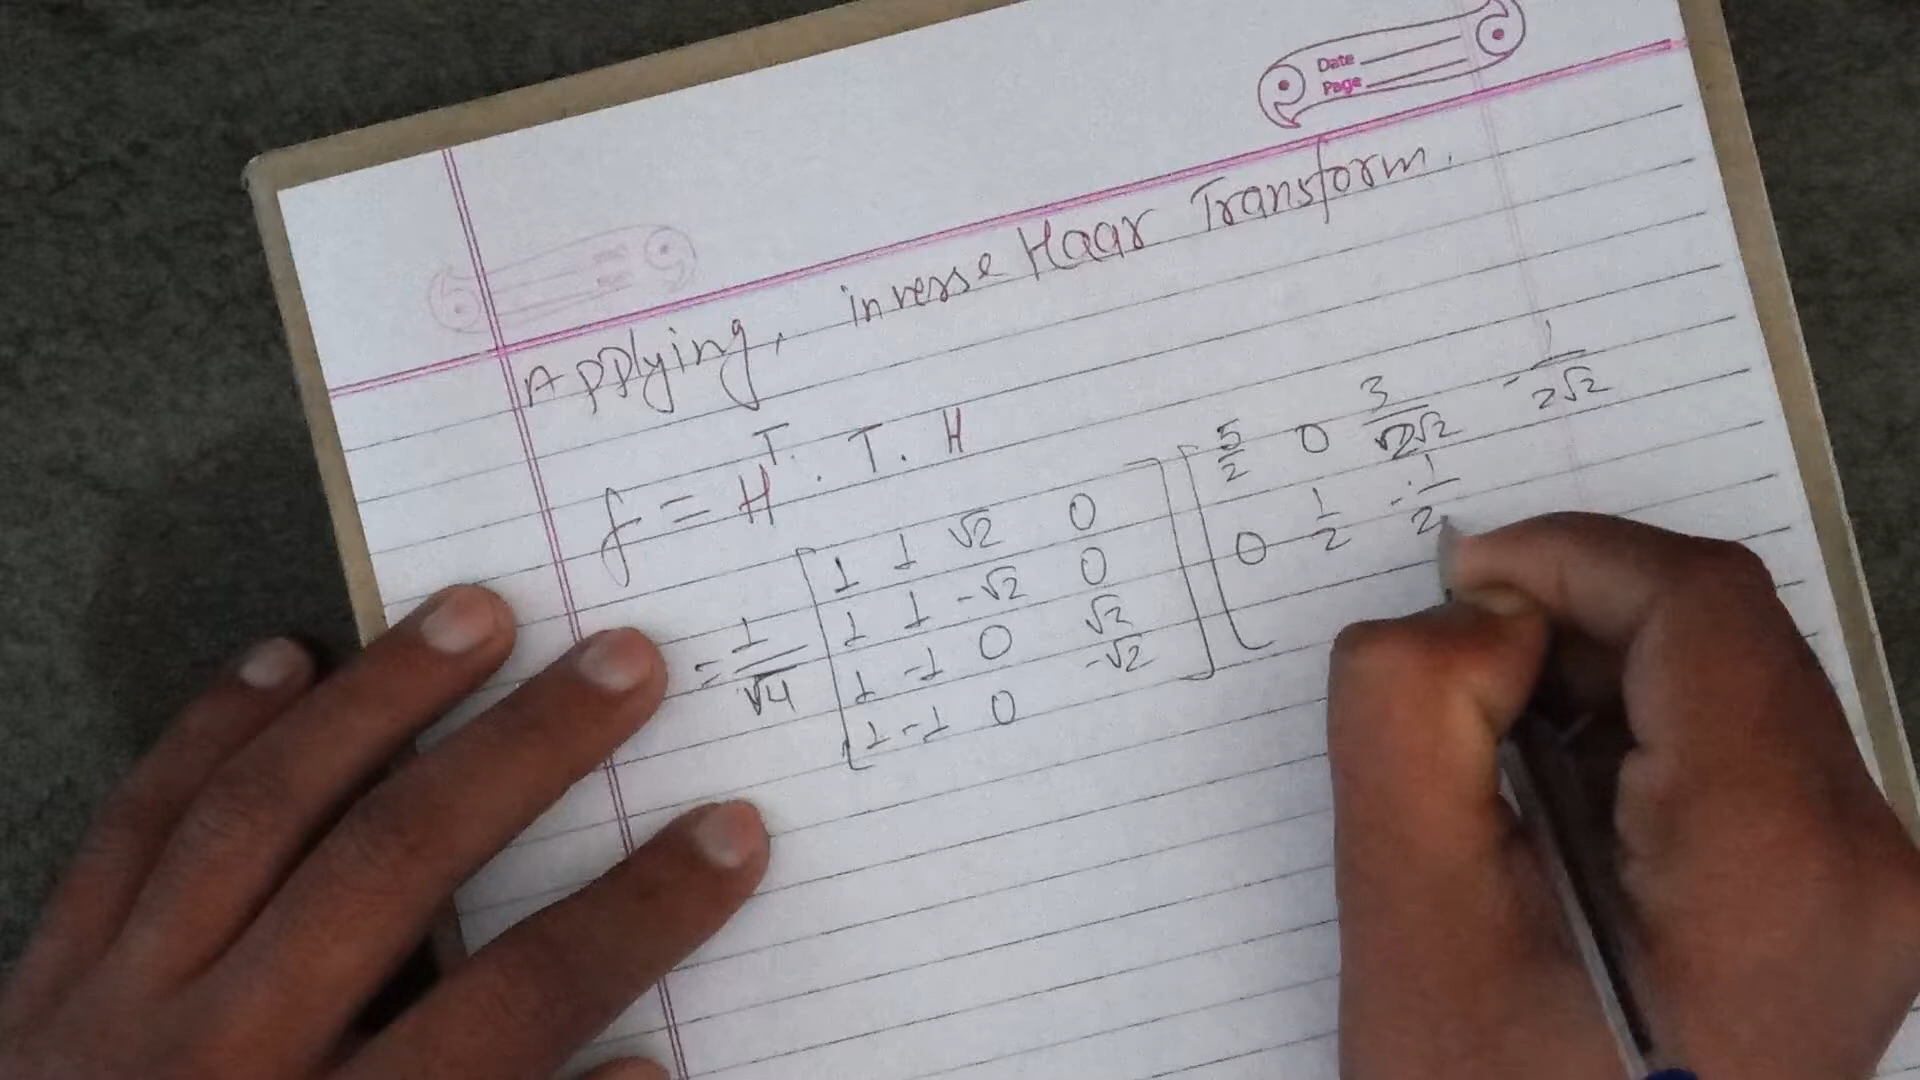 Date
Page
Applying, inverse Haar Transform.
f = Hᵀ. T. H
= 1/√4 [1 1 √2 0] [5/2 0 3/2√2 -1/2√2]
1 1 -√2 0 0 1/2 -1/2
1 -1 0 √2
1 -1 0 -√2